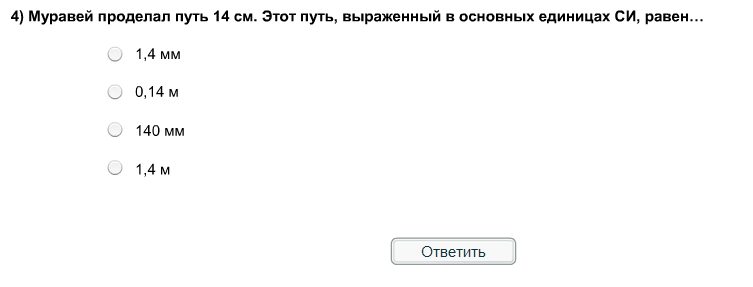 4) Муравей проделал путь 14 см. Этот путь, выраженный в основных единицах СИ, равен...
1,4 мм
0,14 м
140 мм
1,4 м
Ответить